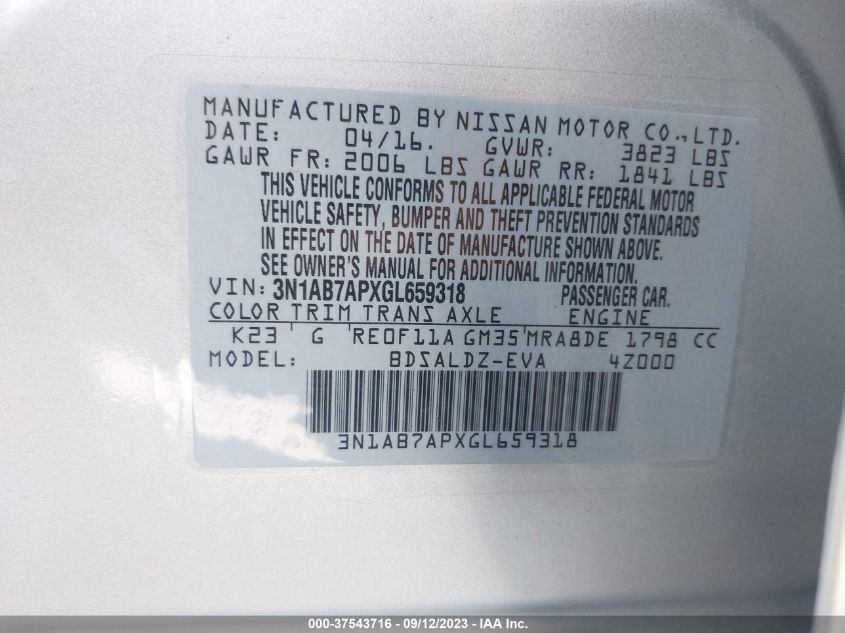 MANUFACTURED BY NISSAN MOTOR CO.,LTD.
DATE: 04/16. GVWR: 3823 LBS
GAWR FR: 2006 LBS GAWR RR: 1841 LBS
THIS VEHICLE CONFORMS TO ALL APPLICABLE FEDERAL MOTOR
VEHICLE SAFETY, BUMPER AND THEFT PREVENTION STANDARDS
IN EFFECT ON THE DATE OF MANUFACTURE SHOWN ABOVE.
SEE OWNER'S MANUAL FOR ADDITIONAL INFORMATION.
VIN: 3N1AB7APXGL659318 PASSENGER CAR.
COLOR TRIM TRANS AXLE ENGINE
K23 G RE0F11A GM35 MRA8DE 1798 CC
MODEL: BDSALDZ-EVA 4Z000
3N1AB7APXGL659318
000-37543716 - 09/12/2023 - IAA Inc.